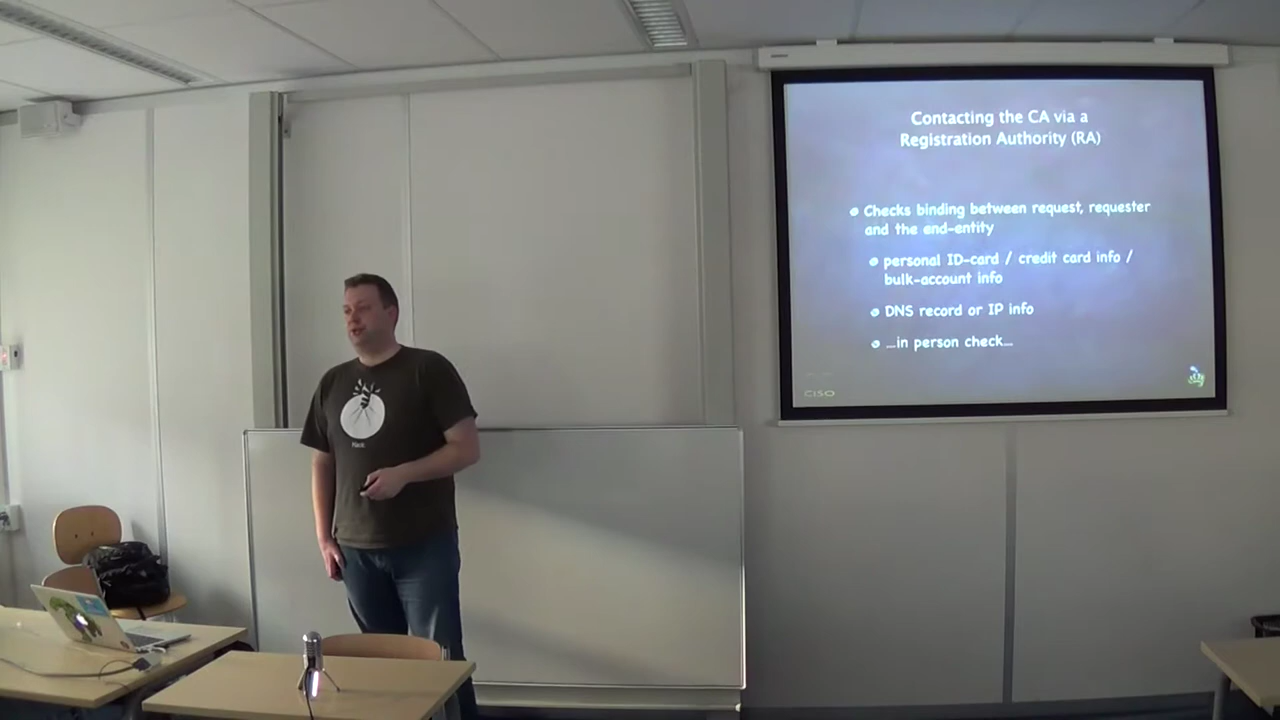 Contacting the CA via a
Registration Authority (RA)
Checks binding between request, requester
and the end-entity
personal ID-card / credit card info /
bulk-account info
DNS record or IP info
...in person check...
CISO